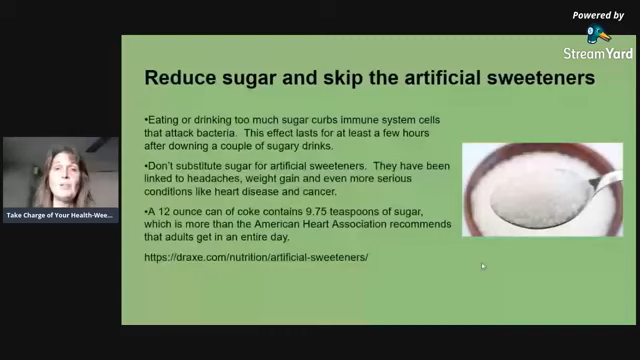 Powered by
StreamYard
Reduce sugar and skip the artificial sweeteners
•Eating or drinking too much sugar curbs immune system cells
that attack bacteria.  This effect lasts for at least a few hours
after downing a couple of sugary drinks.
•Don't substitute sugar for artificial sweeteners.  They have been
linked to headaches, weight gain and even more serious
conditions like heart disease and cancer.
•A 12 ounce can of coke contains 9.75 teaspoons of sugar,
which is more than the American Heart Association recommends
that adults get in an entire day.
https://draxe.com/nutrition/artificial-sweeteners/
Take Charge of Your Health-Wee...